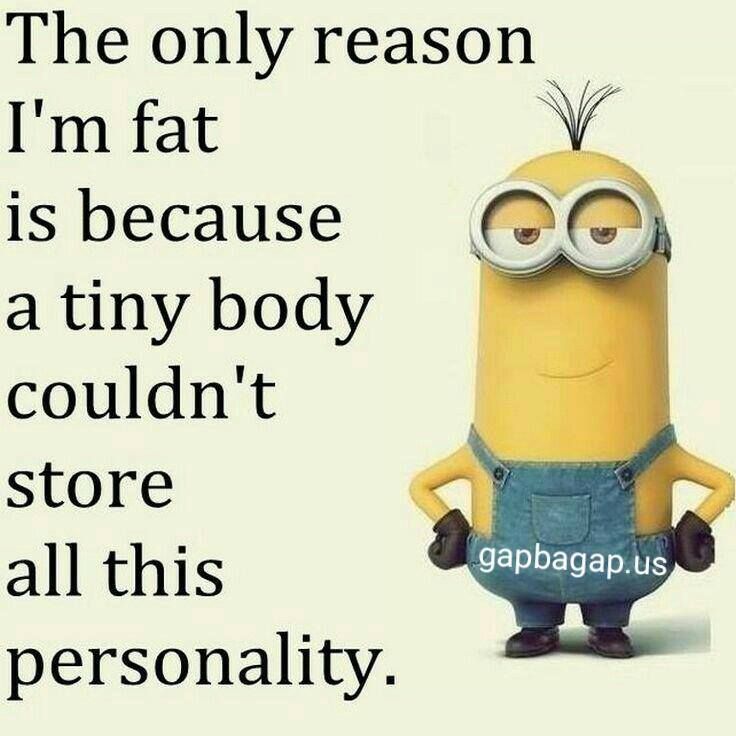 The only reason
I'm fat
is because
a tiny body
couldn't
store
all this
personality.
gapbagap.us